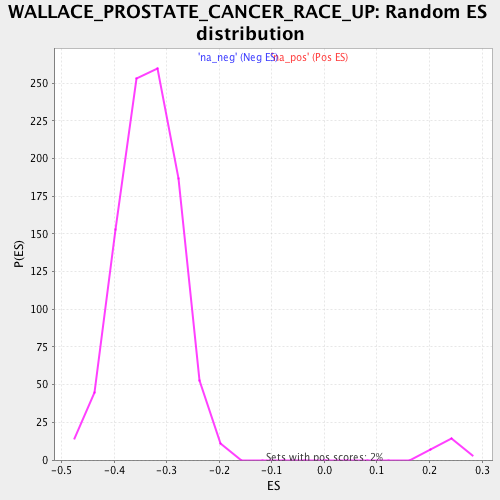 WALLACE_PROSTATE_CANCER_RACE_UP: Random ES
distribution
'na_neg' (Neg ES) 'na_pos' (Pos ES)
250
225
200
175
150
125
100
75
50
25
0
P(ES)
Sets with pos scores: 2%
-0.5 -0.4 -0.3 -0.2 -0.1 0.0 0.1 0.2 0.3
ES